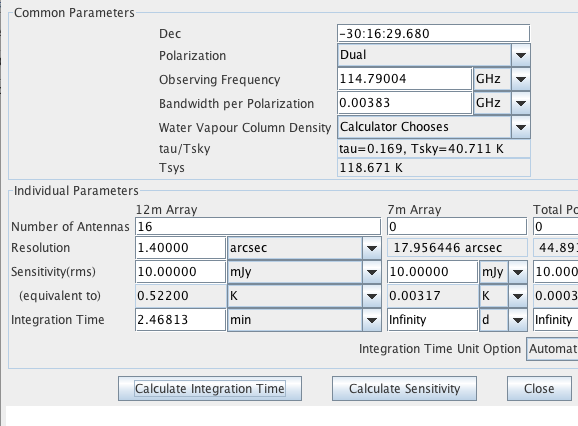 Common Parameters
Dec -30:16:29.680
Polarization Dual
Observing Frequency 114.79004 GHz
Bandwidth per Polarization 0.00383 GHz
Water Vapour Column Density Calculator Chooses
tau/Tsky tau=0.169, Tsky=40.711 K
Tsys 118.671 K
Individual Parameters
12m Array 7m Array Total Po
Number of Antennas 16 0 0
Resolution 1.40000 arcsec 17.956446 arcsec 44.891
Sensitivity(rms) 10.00000 mJy 10.00000 mJy 10.000
(equivalent to) 0.52200 K 0.00317 K 0.0003
Integration Time 2.46813 min Infinity d Infinity
Integration Time Unit Option Automat
Calculate Integration Time Calculate Sensitivity Close